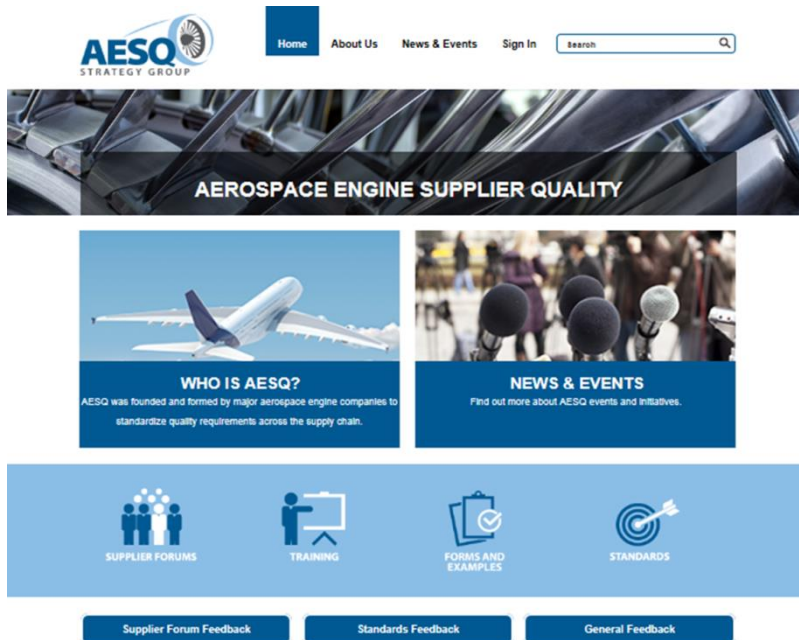 AESQ
STRATEGY GROUP
Home About Us News & Events Sign In Search
AEROSPACE ENGINE SUPPLIER QUALITY
WHO IS AESQ?
AESQ was founded and formed by major aerospace engine companies to
standardize quality requirements across the supply chain.
NEWS & EVENTS
Find out more about AESQ events and initiatives.
SUPPLIER FORUMS
TRAINING
FORMS AND
EXAMPLES
STANDARDS
Supplier Forum Feedback
Standards Feedback
General Feedback